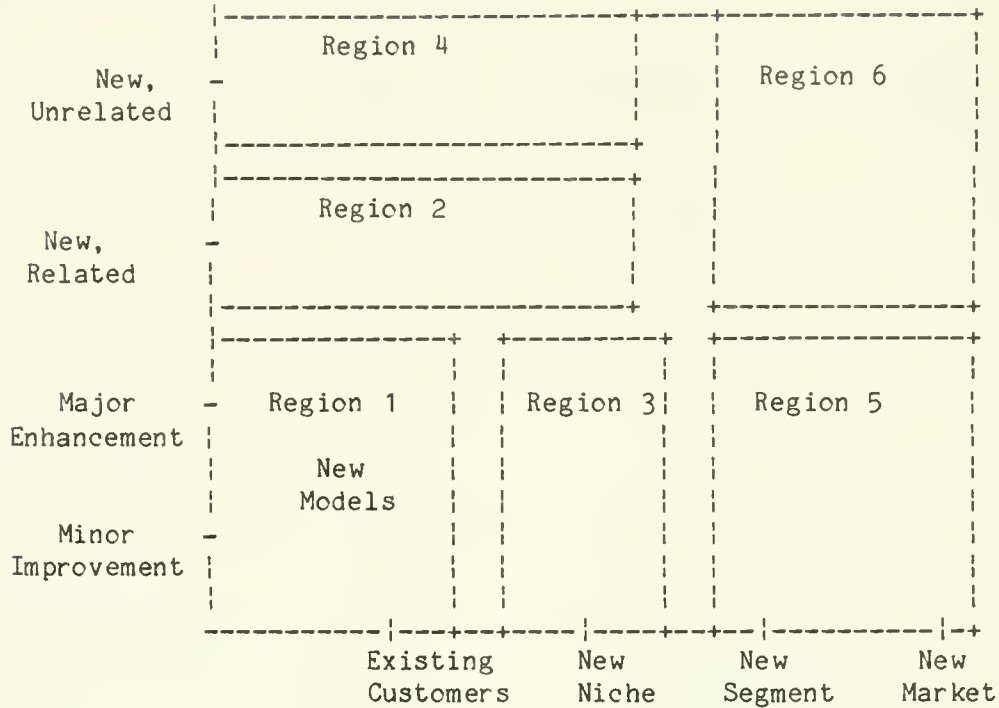 Region 4
Region 6
New,
Unrelated
Region 2
New,
Related
Major
Enhancement
Region 1
Region 3
Region 5
New
Models
Minor
Improvement
Existing
Customers
New
Niche
New
Segment
New
Market